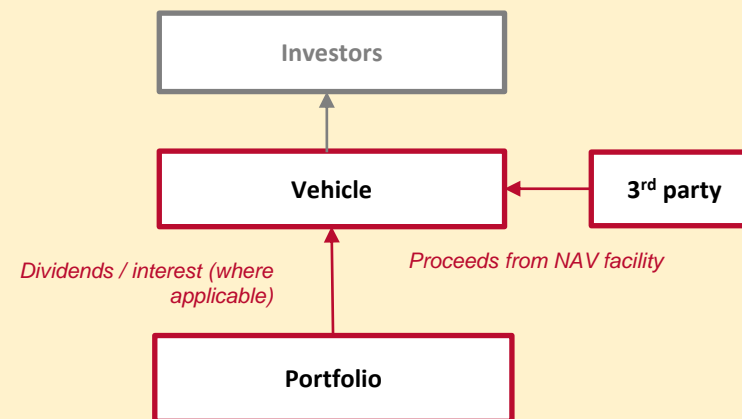 Investors
Vehicle
3rd party
Dividends / interest (where
applicable)
Proceeds from NAV facility
Portfolio